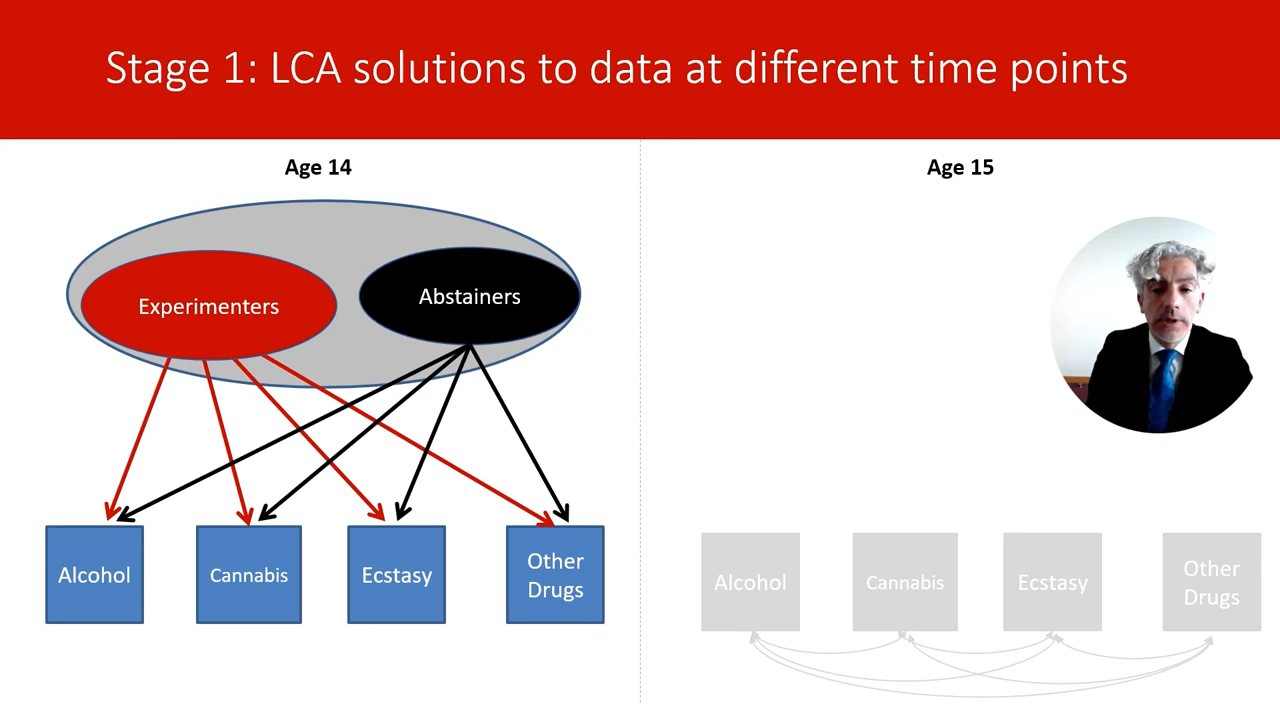 Stage 1: LCA solutions to data at different time points
Age 14
Age 15
Experimenters
Abstainers
Alcohol
Cannabis
Ecstasy
Other
Drugs
Alcohol
Cannabis
Ecstasy
Other
Drugs